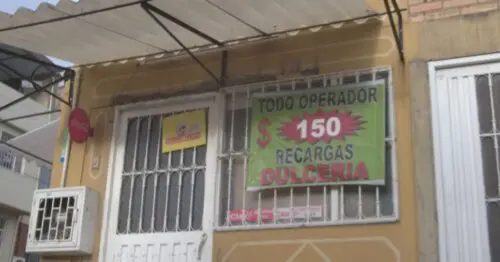 TODO OPERADOR
$ 150
RECARGAS
DULCERIA